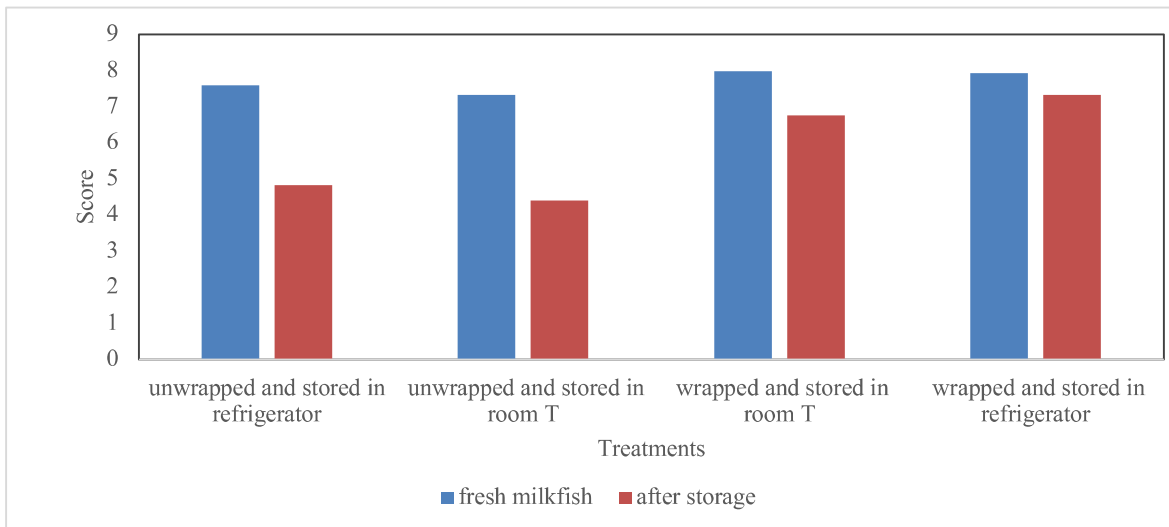 9
8
7
6
5
4
3
2
1
0
Score
unwrapped and stored in
refrigerator
unwrapped and stored in
room T
wrapped and stored in
room T
wrapped and stored in
refrigerator
Treatments
fresh milkfish
after storage